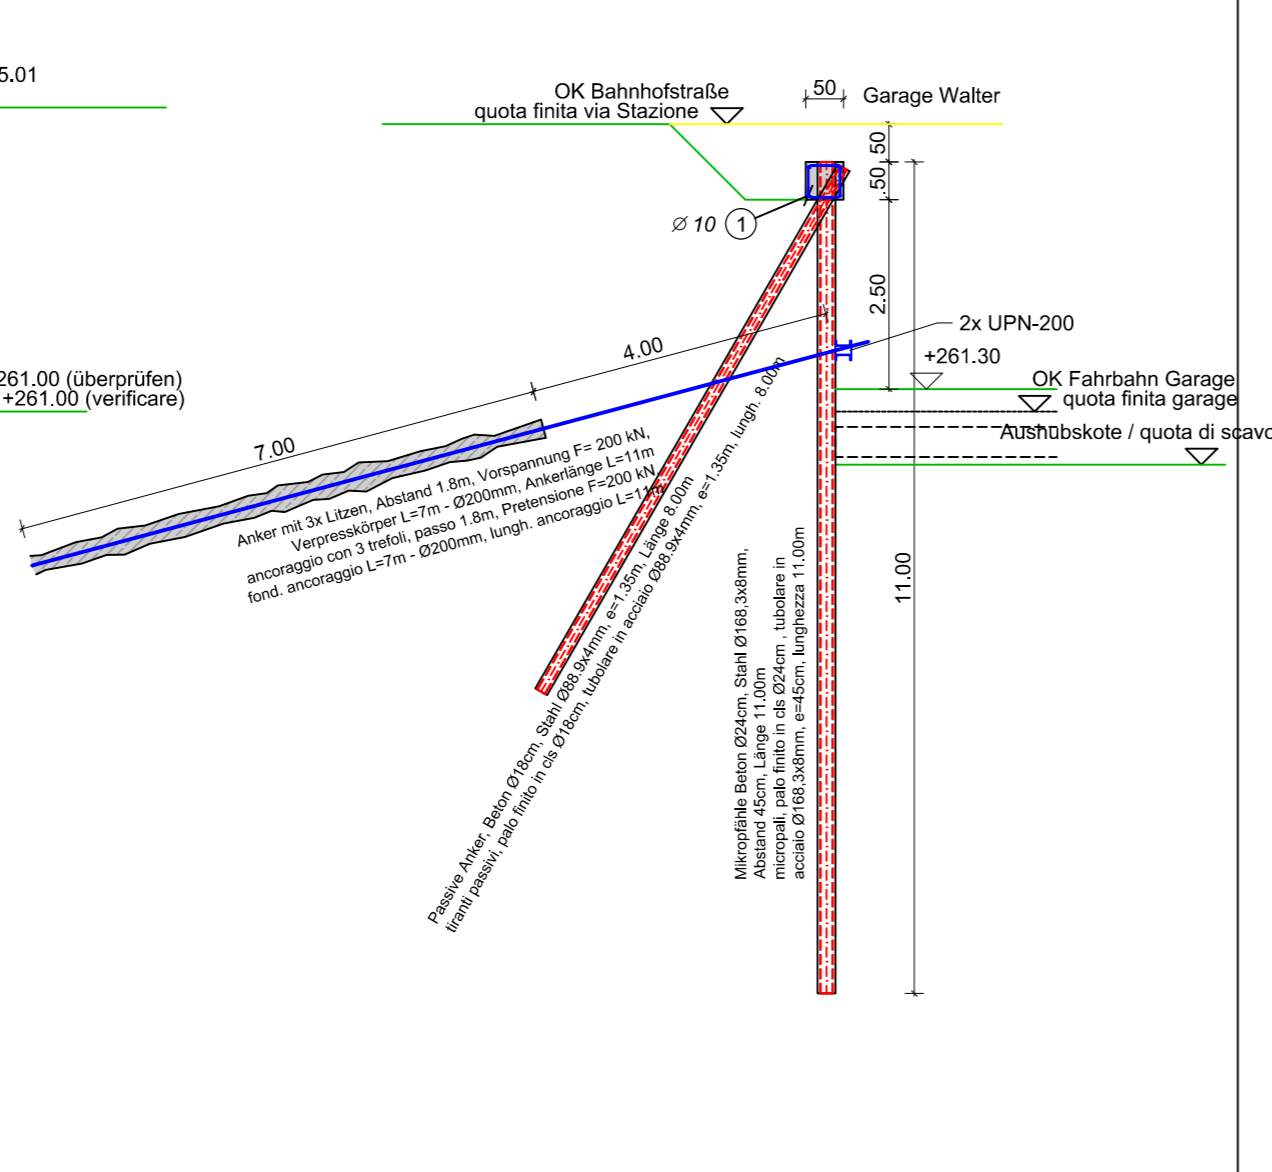 5.01
OK Bahnhofstraße
quota finita via Stazione
50
Garage Walter
50
50
Ø 10
1
2.50
2x UPN-200
4.00
+261.30
261.00 (überprüfen)
+261.00 (verificare)
OK Fahrbahn Garage
quota finita garage
Aushubskote / quota di scavo
7.00
Anker mit 3x Litzen, Abstand 1.8m, Vorspannung F= 200 kN,
Verpresskörper L=7m - Ø200mm, Ankerlänge L=11m
ancoraggio con 3 trefoli, passo 1.8m, Pretensione F=200 kN,
fond. ancoraggio L=7m - Ø200mm, lungh. ancoraggio L=11m
Passive Anker, Beton Ø18cm, Stahl Ø88.9x4mm, e=1.35m, Länge 8.00m
tiranti passivi, palo finito in cls Ø18cm, tubolare in acciaio Ø88.9x4mm, e=1.35m, lungh. 8.00m
Mikropfähle Beton Ø24cm, Stahl Ø168,3x8mm,
Abstand 45cm, Länge 11.00m
micropali, palo finito in cls Ø24cm , tubolare in
acciaio Ø168,3x8mm, e=45cm, lunghezza 11.00m
11.00